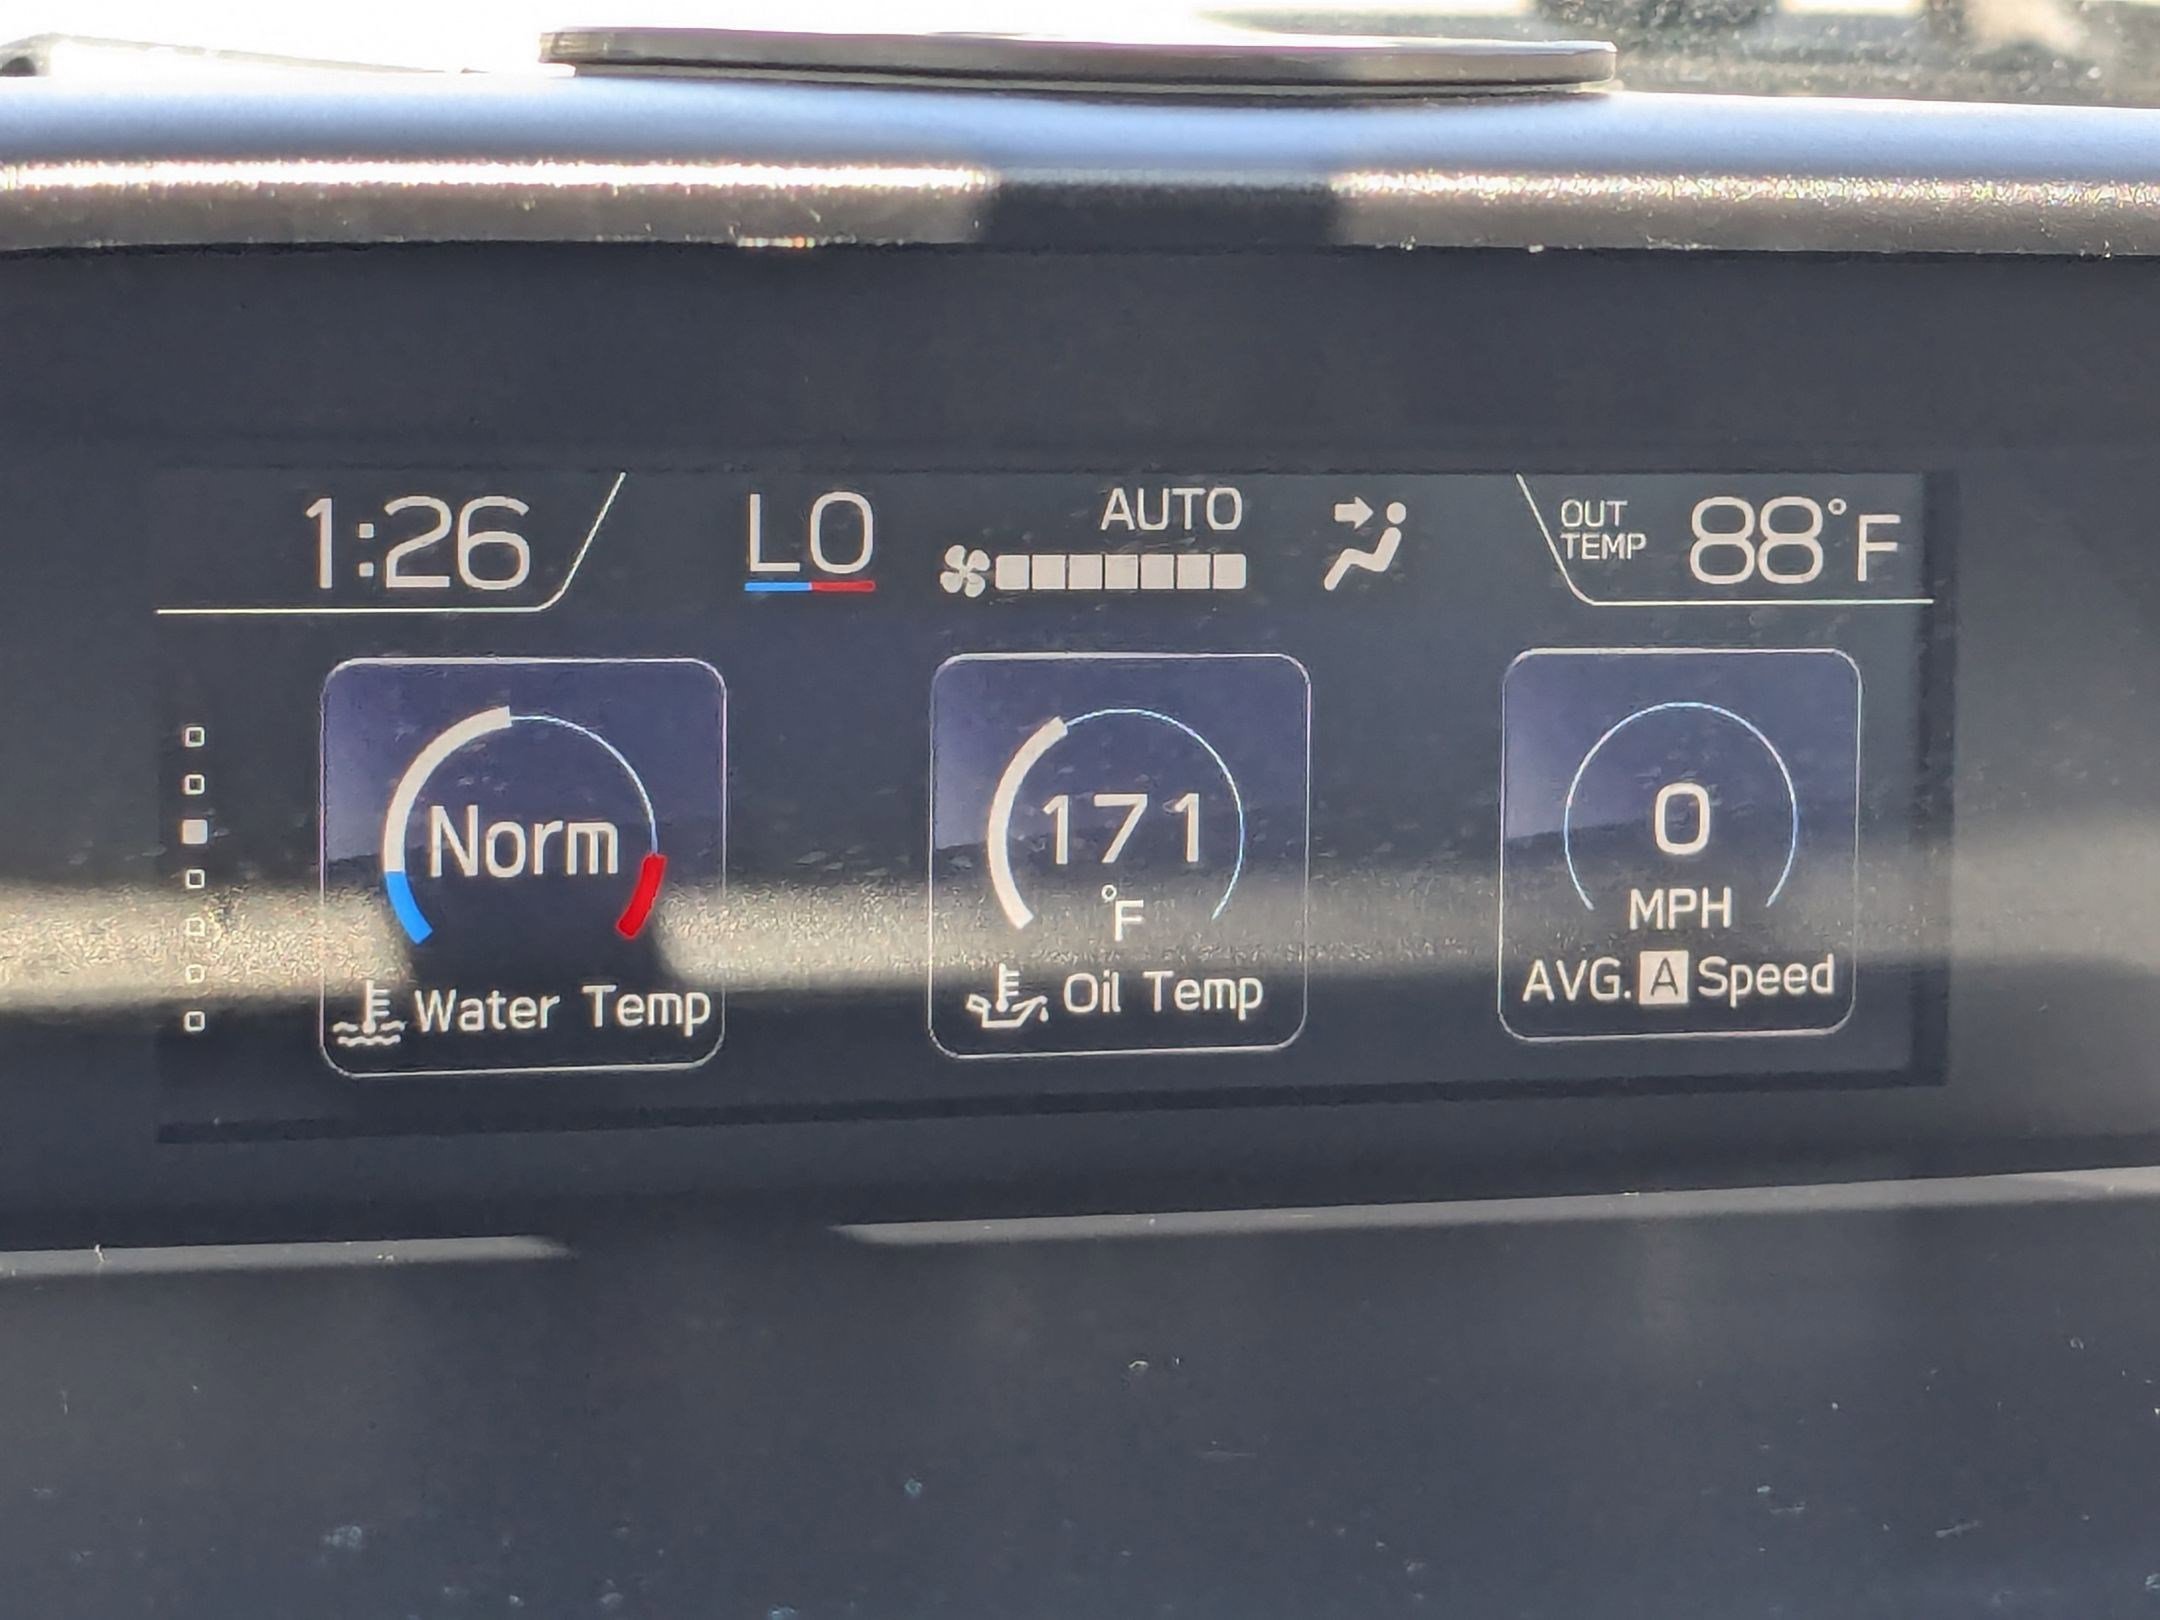 1:26
LO
AUTO
OUT
TEMP
88°F
Norm
Water Temp
171
°F
Oil Temp
0
MPH
AVG. A Speed